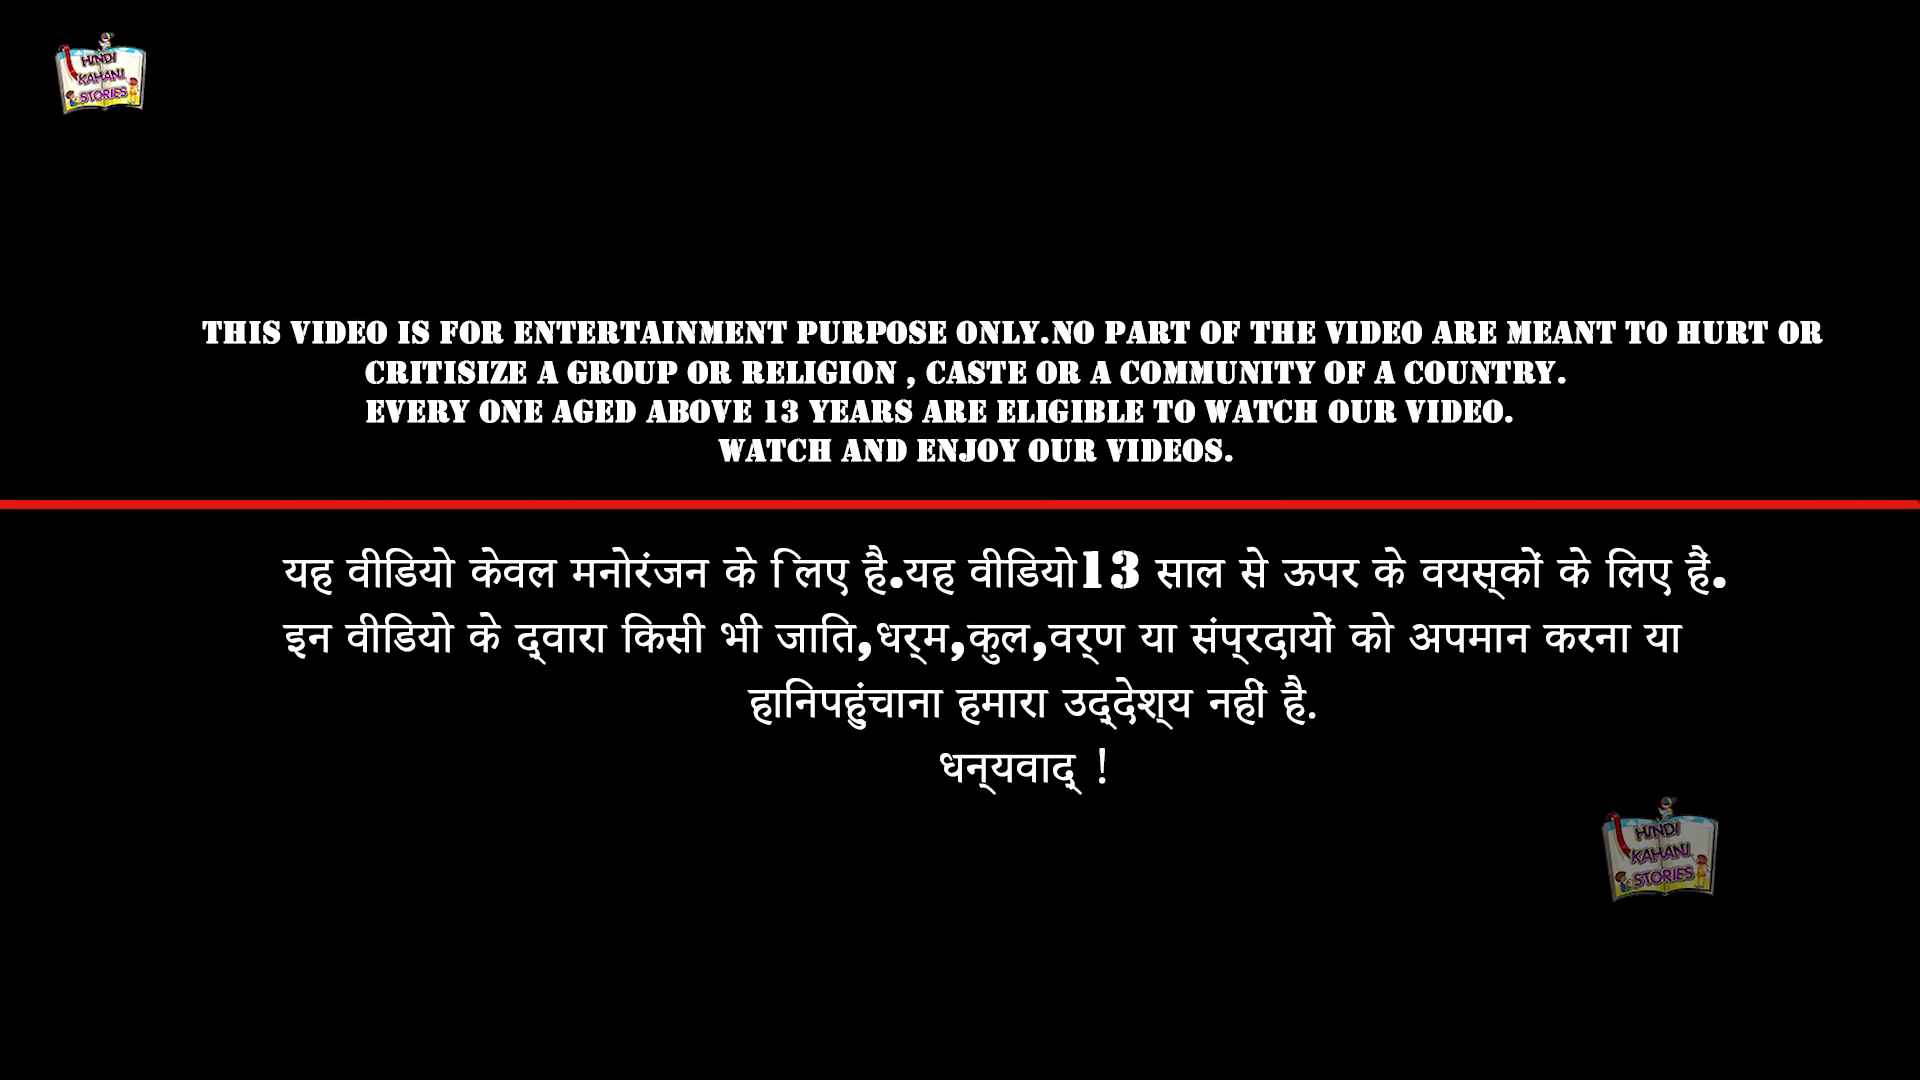 HINDI
KAHANI
STORIES
THIS VIDEO IS FOR ENTERTAINMENT PURPOSE ONLY.NO PART OF THE VIDEO ARE MEANT TO HURT OR
CRITISIZE A GROUP OR RELIGION , CASTE OR A COMMUNITY OF A COUNTRY.
EVERY ONE AGED ABOVE 13 YEARS ARE ELIGIBLE TO WATCH OUR VIDEO.
WATCH AND ENJOY OUR VIDEOS.
यह वीडियो केवल मनोरंजन के लिए है.यह वीडियो13 साल से ऊपर के वयस्कों के लिए हैं.
इन वीडियो के द्वारा किसी भी जाति,धर्म,कुल,वर्ण या संप्रदायों को अपमान करना या
हानिपहुंचाना हमारा उद्देश्य नहीं है.
धन्यवाद् !
HINDI
KAHANI
STORIES